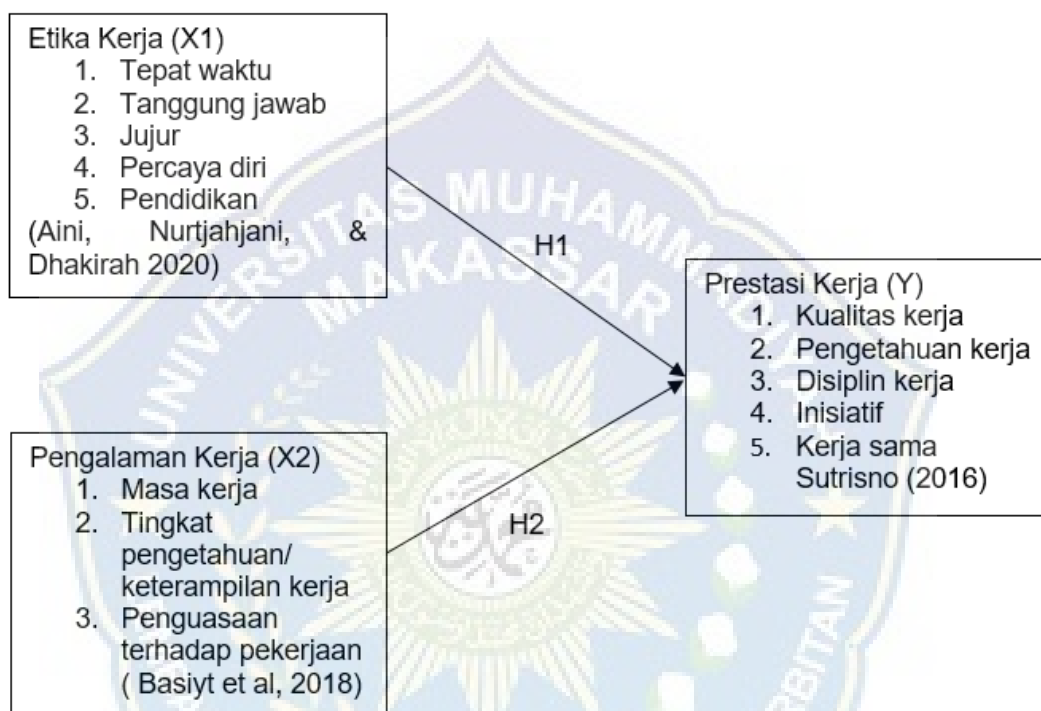 Etika Kerja (X1)
1. Tepat waktu
2. Tanggung jawab
3. Jujur
4. Percaya diri
5. Pendidikan
(Aini, Nurtjahjani, &
Dhakirah 2020)
H1
Prestasi Kerja (Y)
1. Kualitas kerja
2. Pengetahuan kerja
3. Disiplin kerja
4. Inisiatif
5. Kerja sama
Sutrisno (2016)
Pengalaman Kerja (X2)
1. Masa kerja
2. Tingkat
pengetahuan/
keterampilan kerja
3. Penguasaan
terhadap pekerjaan
( Basiyt et al, 2018)
H2
UNIVERSITAS MUHAMMADIYAH
MAKASSAR